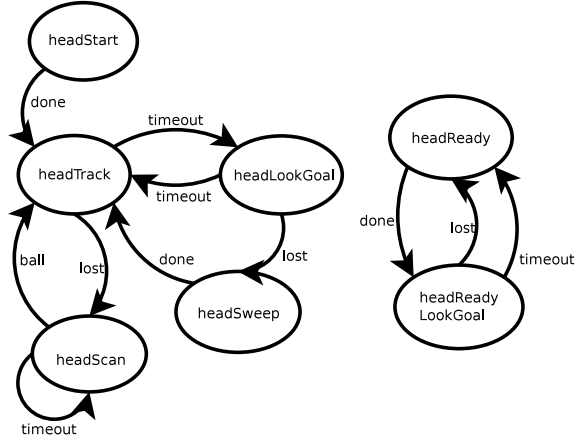 headStart
done
timeout
headTrack
headLookGoal
timeout
ball
lost
done
lost
headSweep
headScan
timeout
headReady
done
lost
timeout
headReady
LookGoal